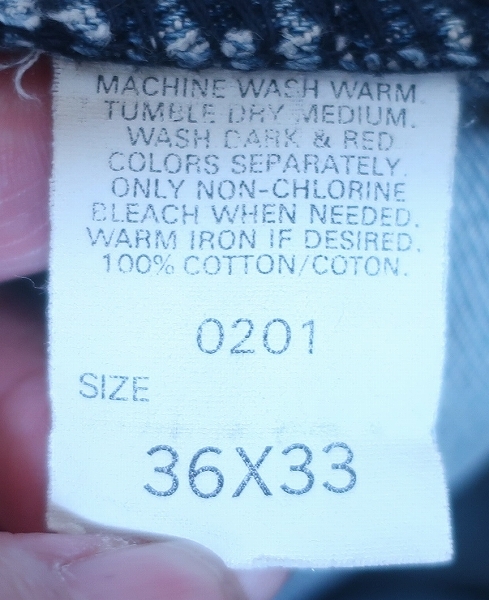 MACHINE WASH WARM.
TUMBLE DRY MEDIUM.
WASH DARK & RED
COLORS SEPARATELY.
ONLY NON-CHLORINE
BLEACH WHEN NEEDED.
WARM IRON IF DESIRED.
100% COTTON/COTON.
0201
SIZE
36X33